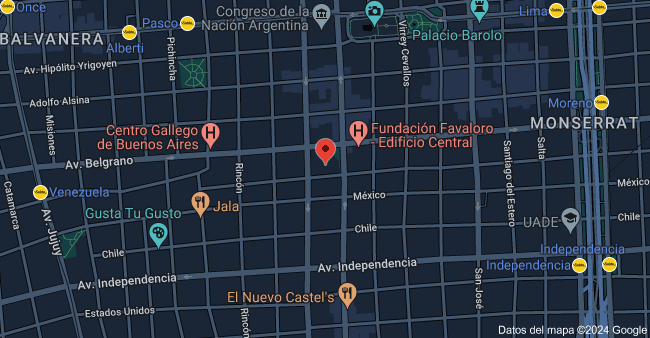 Once
Pasco
Congreso de la
Nación Argentina
Lima
BALVANERA
Alberti
Virrey Cevallos
Palacio Barolo
Pichincha
Av. Hipólito Yrigoyen
Adolfo Alsina
Moreno
Misiones
Centro Gallego
de Buenos Aires
Fundación Favaloro
- Edificio Central
MONSERRAT
Av. Belgrano
Salta
Santiago del Estero
Rincón
Catamarca
Venezuela
México
México
Av. Jujuy
Gusta Tu Gusto
Jala
UADE
Chile
Chile
Chile
Independencia
Av. Independencia
Independencia
Av. Independencia
San José
El Nuevo Castel's
Estados Unidos
Rincón
Datos del mapa ©2024 Google